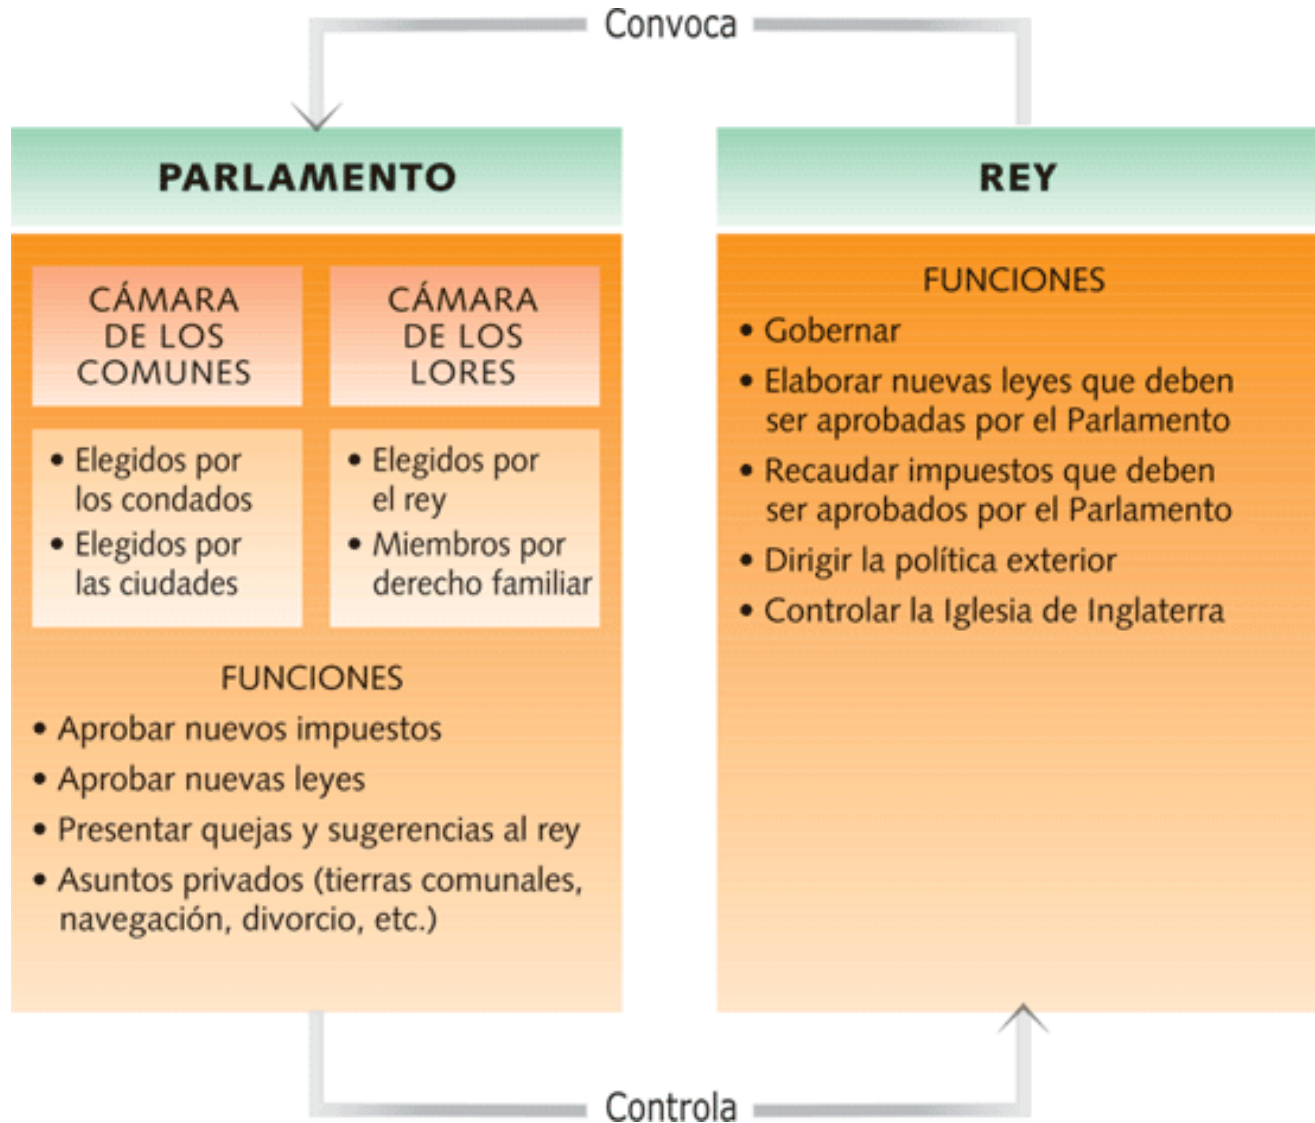 Convoca
PARLAMENTO
CÁMARA
DE LOS
COMUNES
• Elegidos por
los condados
• Elegidos por
las ciudades
CÁMARA
DE LOS
LORES
• Elegidos por
el rey
• Miembros por
derecho familiar
FUNCIONES
• Aprobar nuevos impuestos
• Aprobar nuevas leyes
• Presentar quejas y sugerencias al rey
• Asuntos privados (tierras comunales,
navegación, divorcio, etc.)
REY
FUNCIONES
• Gobernar
• Elaborar nuevas leyes que deben
ser aprobadas por el Parlamento
• Recaudar impuestos que deben
ser aprobados por el Parlamento
• Dirigir la política exterior
• Controlar la Iglesia de Inglaterra
Controla